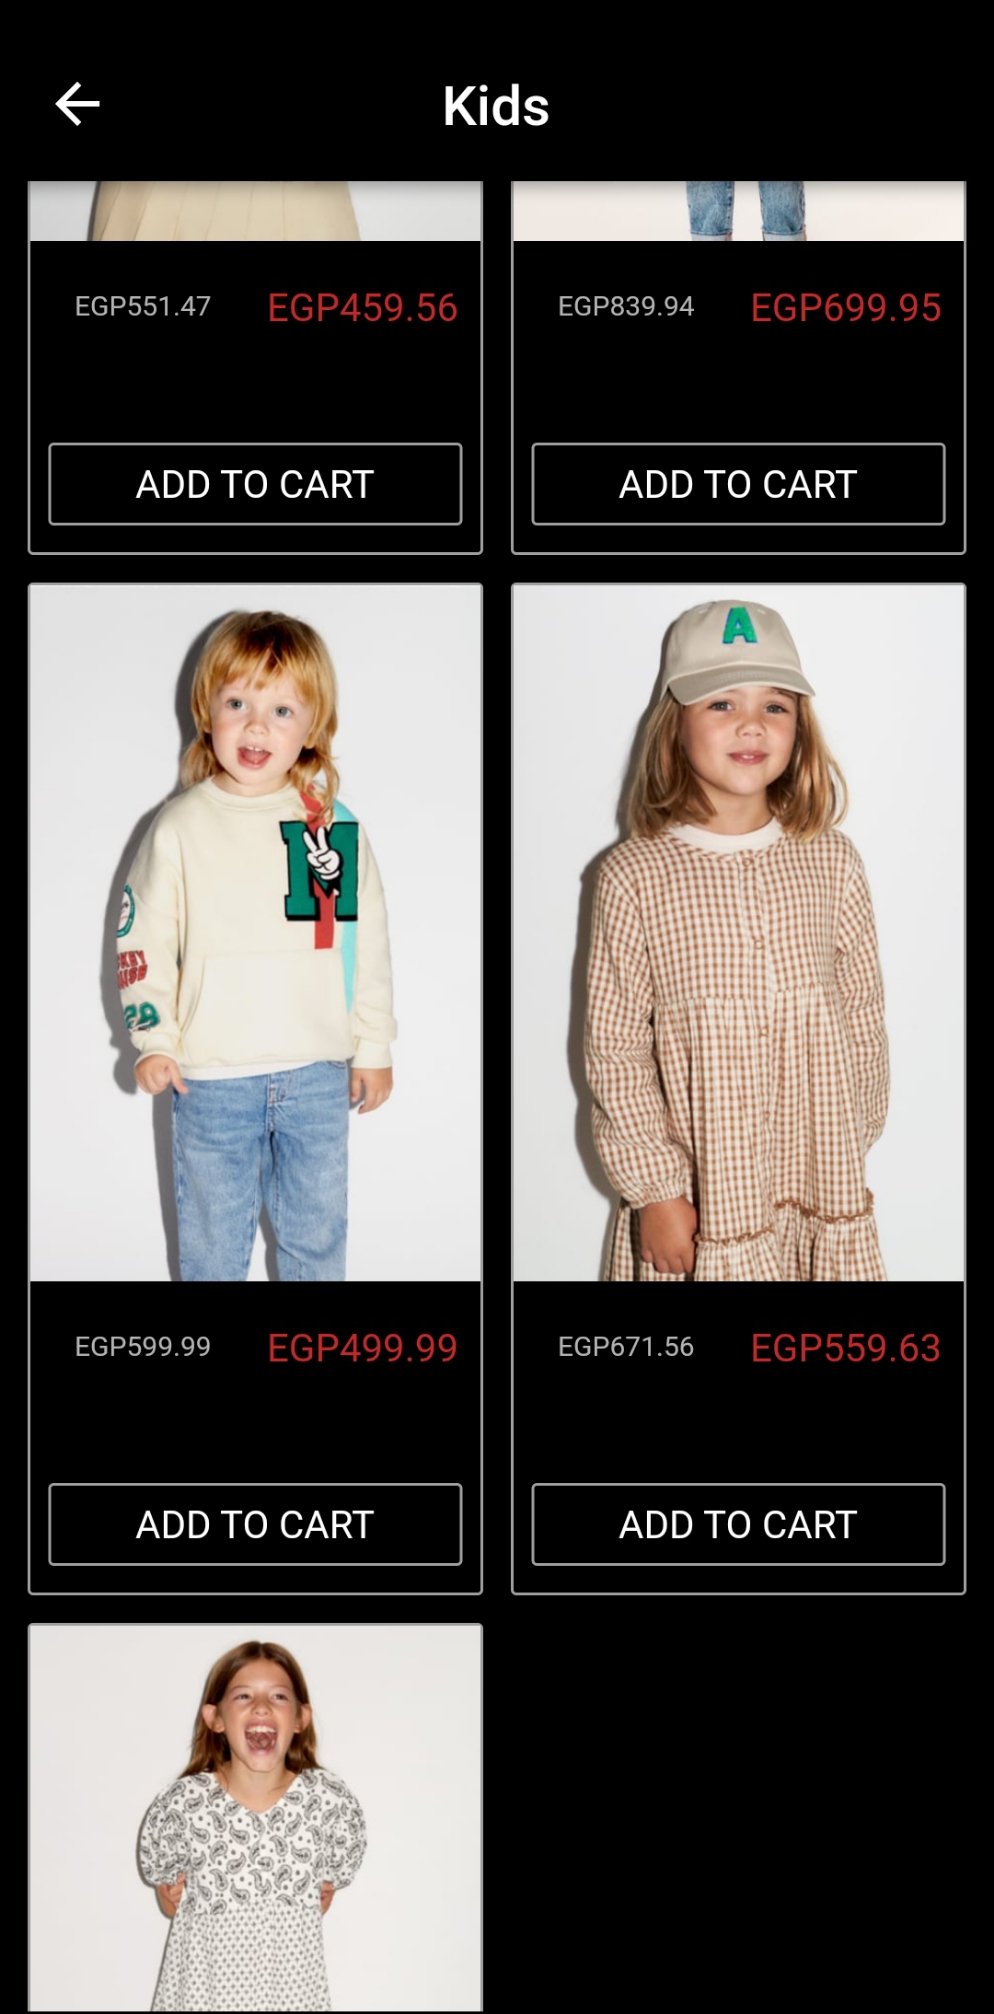 Kids
EGP551.47 EGP459.56
EGP839.94 EGP699.95
ADD TO CART
ADD TO CART
A
M
28
EGP599.99 EGP499.99
EGP671.56 EGP559.63
ADD TO CART
ADD TO CART